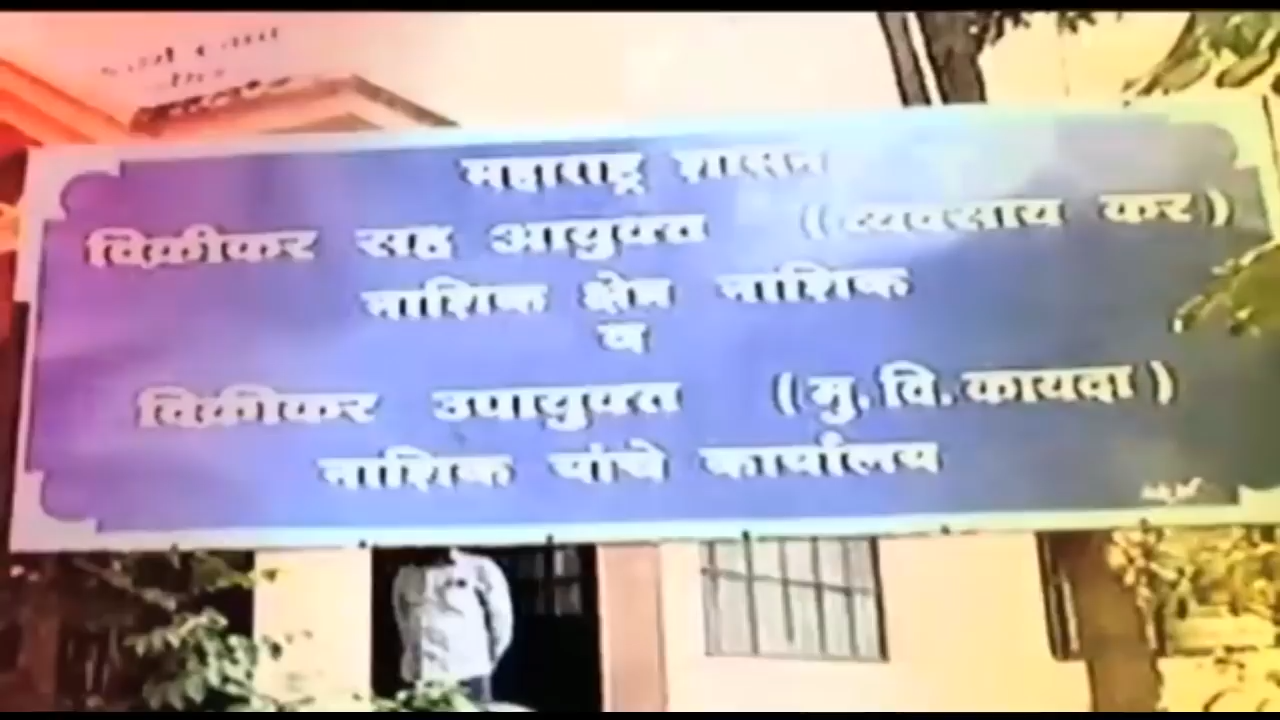 महाराष्ट्र शासन
विक्रीकर सह आयुक्त ((व्यवसाय कर)
नाशिक क्षेत्र नाशिक
व
विक्रीकर उपायुक्त (मु.वि.कायदा)
नाशिक यांचे कार्यालय